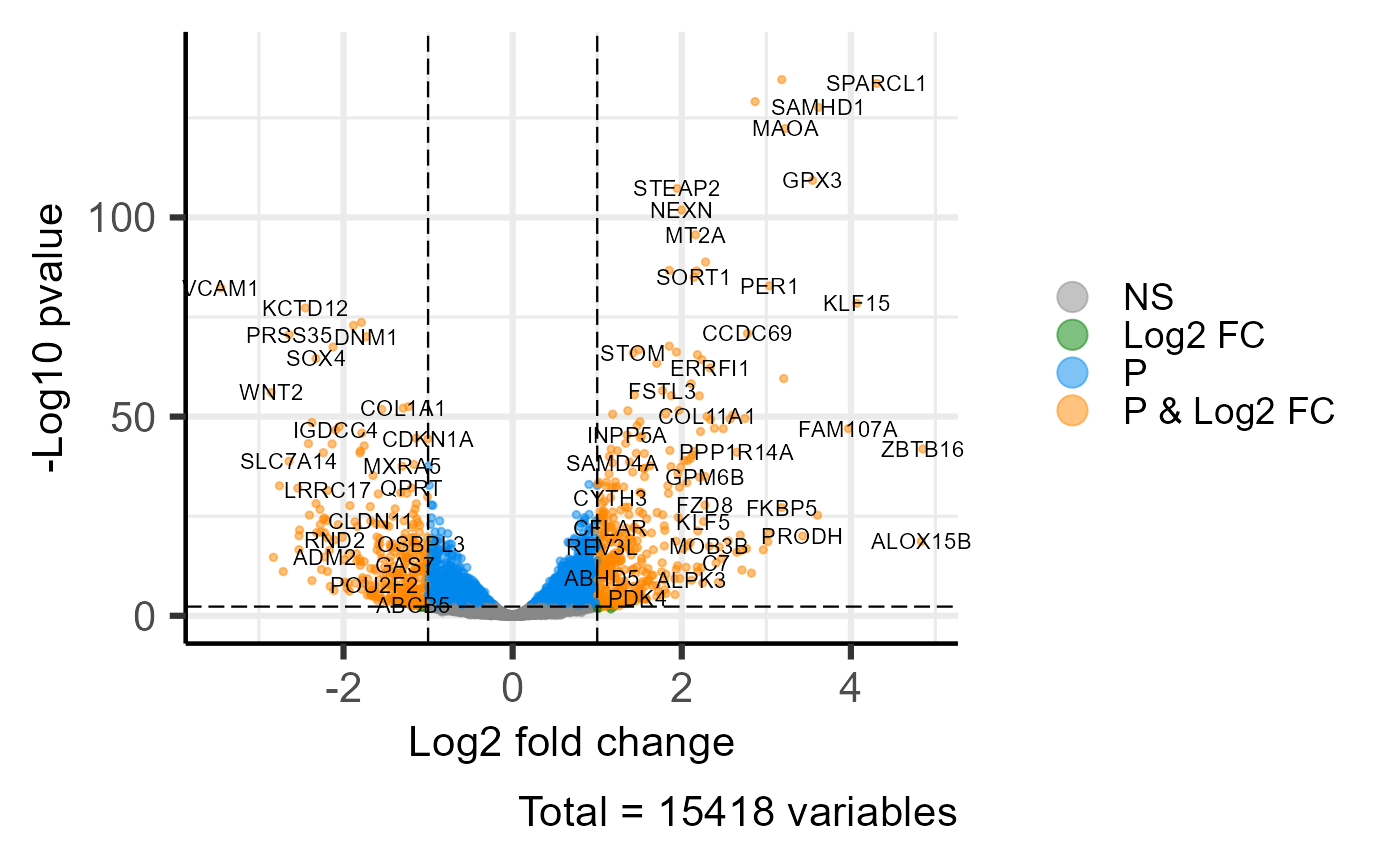 SPARCL1
SAMHD1
MAOA
GPX3
STEAP2
NEXN
MT2A
SORT1
PER1
VCAM1
KLF15
KCTD12
PRSS35
DNM1
CCDC69
SOX4
STOM
ERRFI1
WNT2
FSTL3
COL1A1
COL11A1
IGDCC4
CDKN1A
INPP5A
FAM107A
SLC7A14
MXRA5
SAMD4A
PPP1R14A
ZBTB16
LRRC17
QPRT
CYTH3
GPM6B
CLDN11
CFLAR
FZD8
FKBP5
KLF5
RND2
OSBPL3
REV3L
MOB3B
PRODH
ALOX15B
ADM2
GAS7
C7
POU2F2
ABHD5
ALPK3
ABCB5
PDK4
100
50
0
-Log10 pvalue
-2 0 2 4
Log2 fold change
Total = 15418 variables
NS
Log2 FC
P
P & Log2 FC